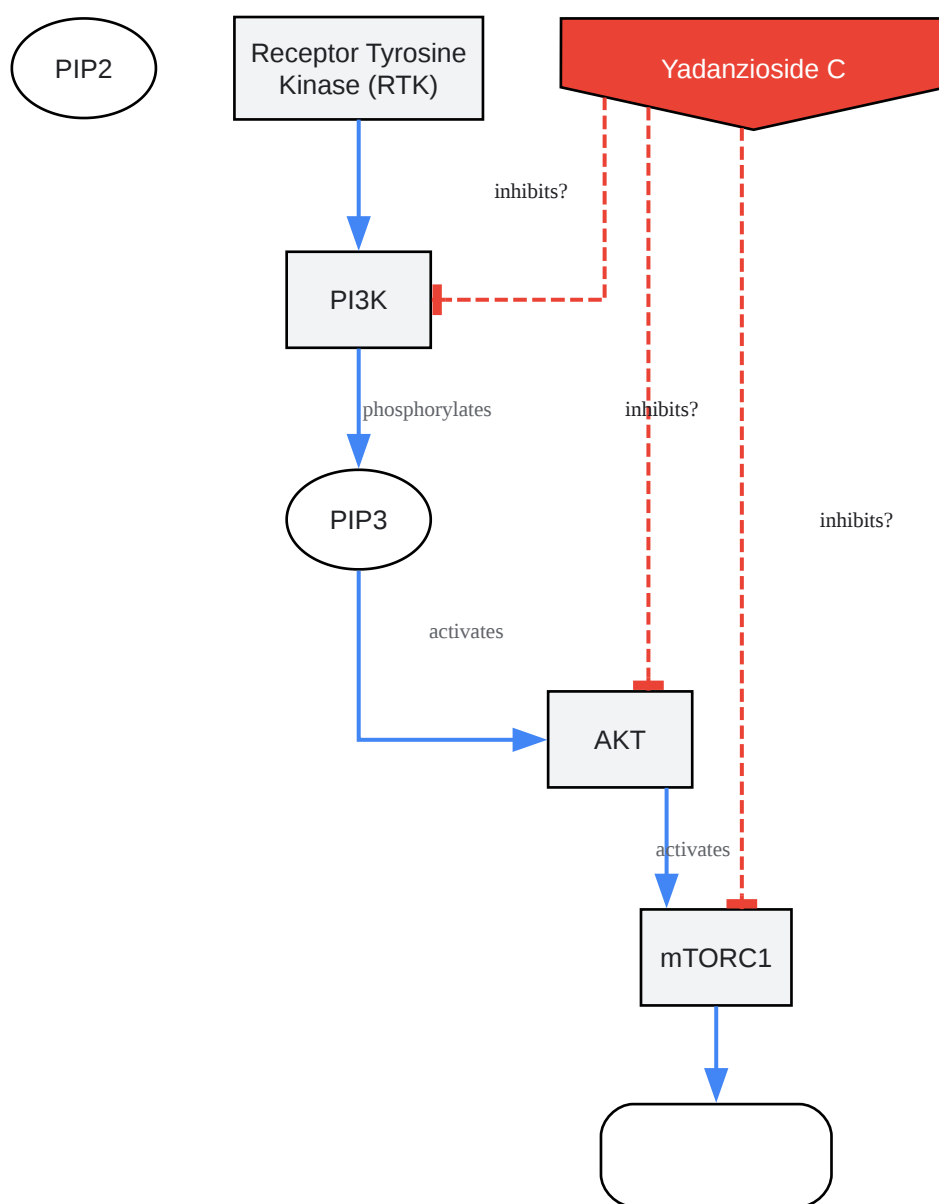 PIP2
Receptor Tyrosine
Kinase (RTK)
Yadanzioside C
inhibits?
PI3K
phosphorylates
inhibits?
PIP3
inhibits?
activates
AKT
activates
mTORC1